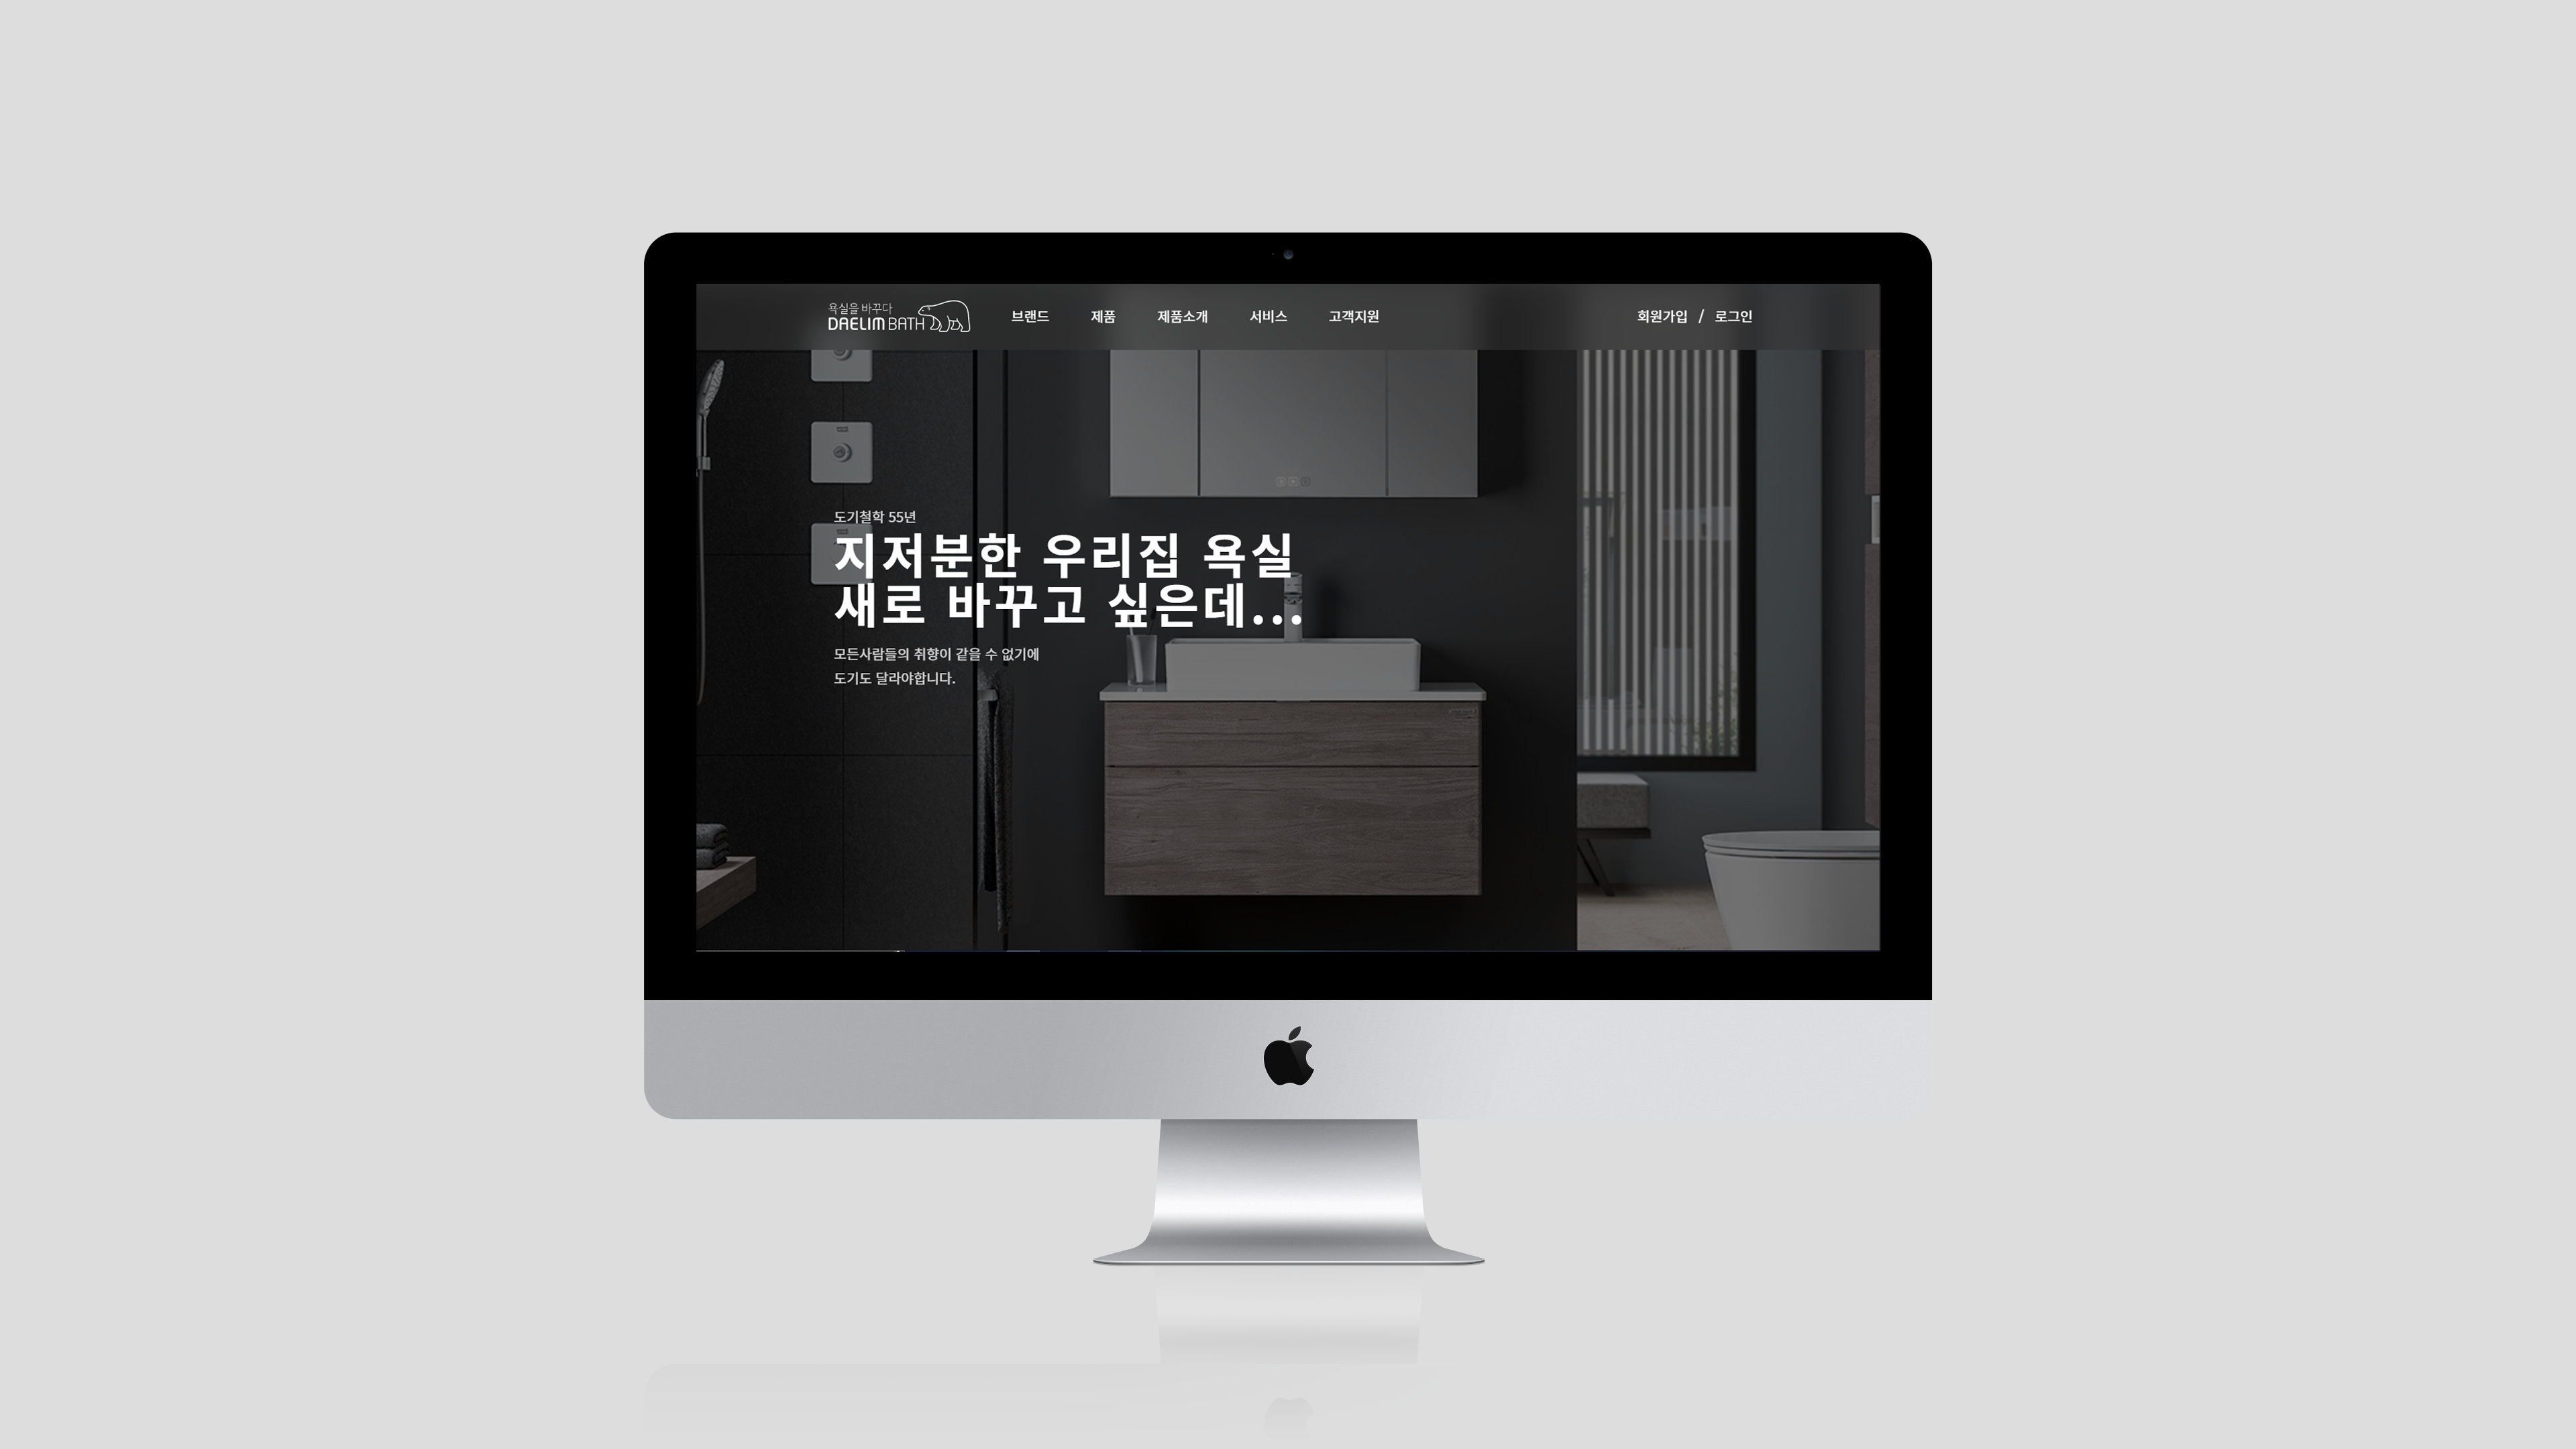 욕실을 바꾸다
DAELIM BATH
브랜드 제품 제품소개 서비스 고객지원 회원가입 / 로그인
도기철학 55년
지저분한 우리집 욕실
새로 바꾸고 싶은데...
모든사람들의 취향이 같을 수 없기에
도기도 달라야합니다.